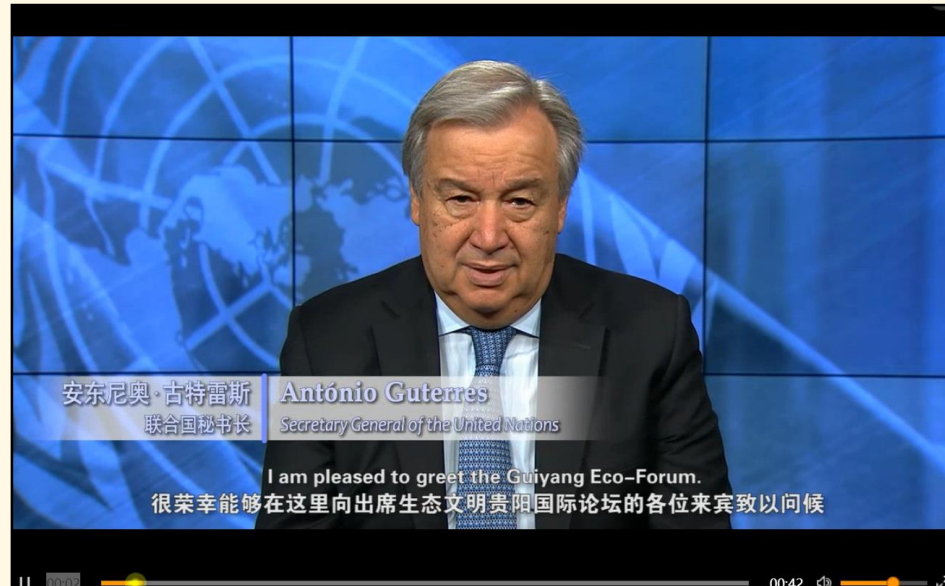 安东尼奥·古特雷斯
联合国秘书长
António Guterres
Secretary General of the United Nations
I am pleased to greet the Guiyang Eco-Forum.
很荣幸能够在这里向出席生态文明贵阳国际论坛的各位来宾致以问候
00:02
00:42